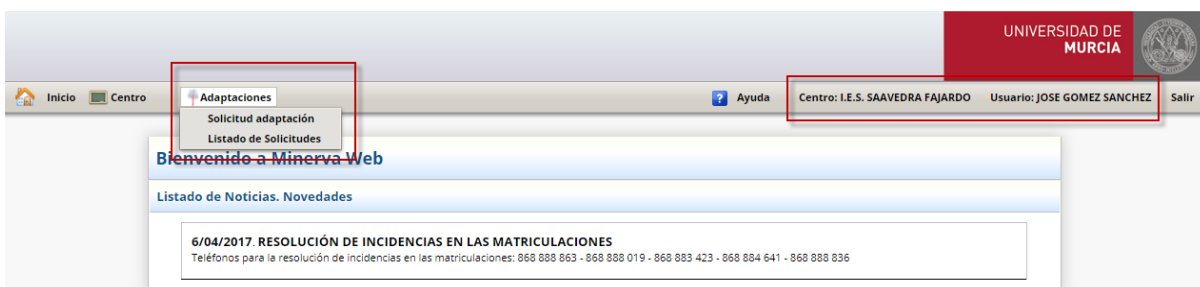 UNIVERSIDAD DE
MURCIA
Inicio Centro Adaptaciones Ayuda Centro: I.E.S. SAAVEDRA FAJARDO Usuario: JOSE GOMEZ SANCHEZ Salir
Solicitud adaptación
Listado de Solicitudes
Bienvenido a Minerva Web
Listado de Noticias. Novedades
6/04/2017. RESOLUCIÓN DE INCIDENCIAS EN LAS MATRICULACIONES
Teléfonos para la resolución de incidencias en las matriculaciones: 868 888 863 - 868 888 019 - 868 883 423 - 868 884 641 - 868 888 836